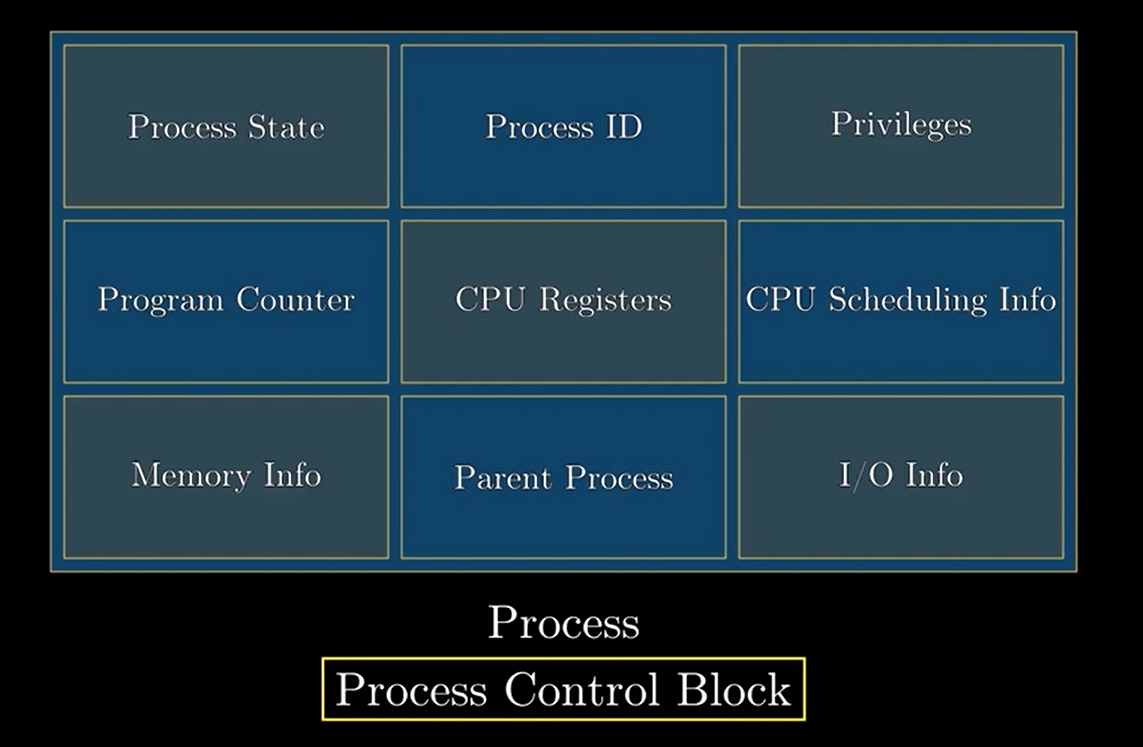 Process State
Process ID
Privileges
Program Counter
CPU Registers
CPU Scheduling Info
Memory Info
Parent Process
I/O Info
Process
Process Control Block